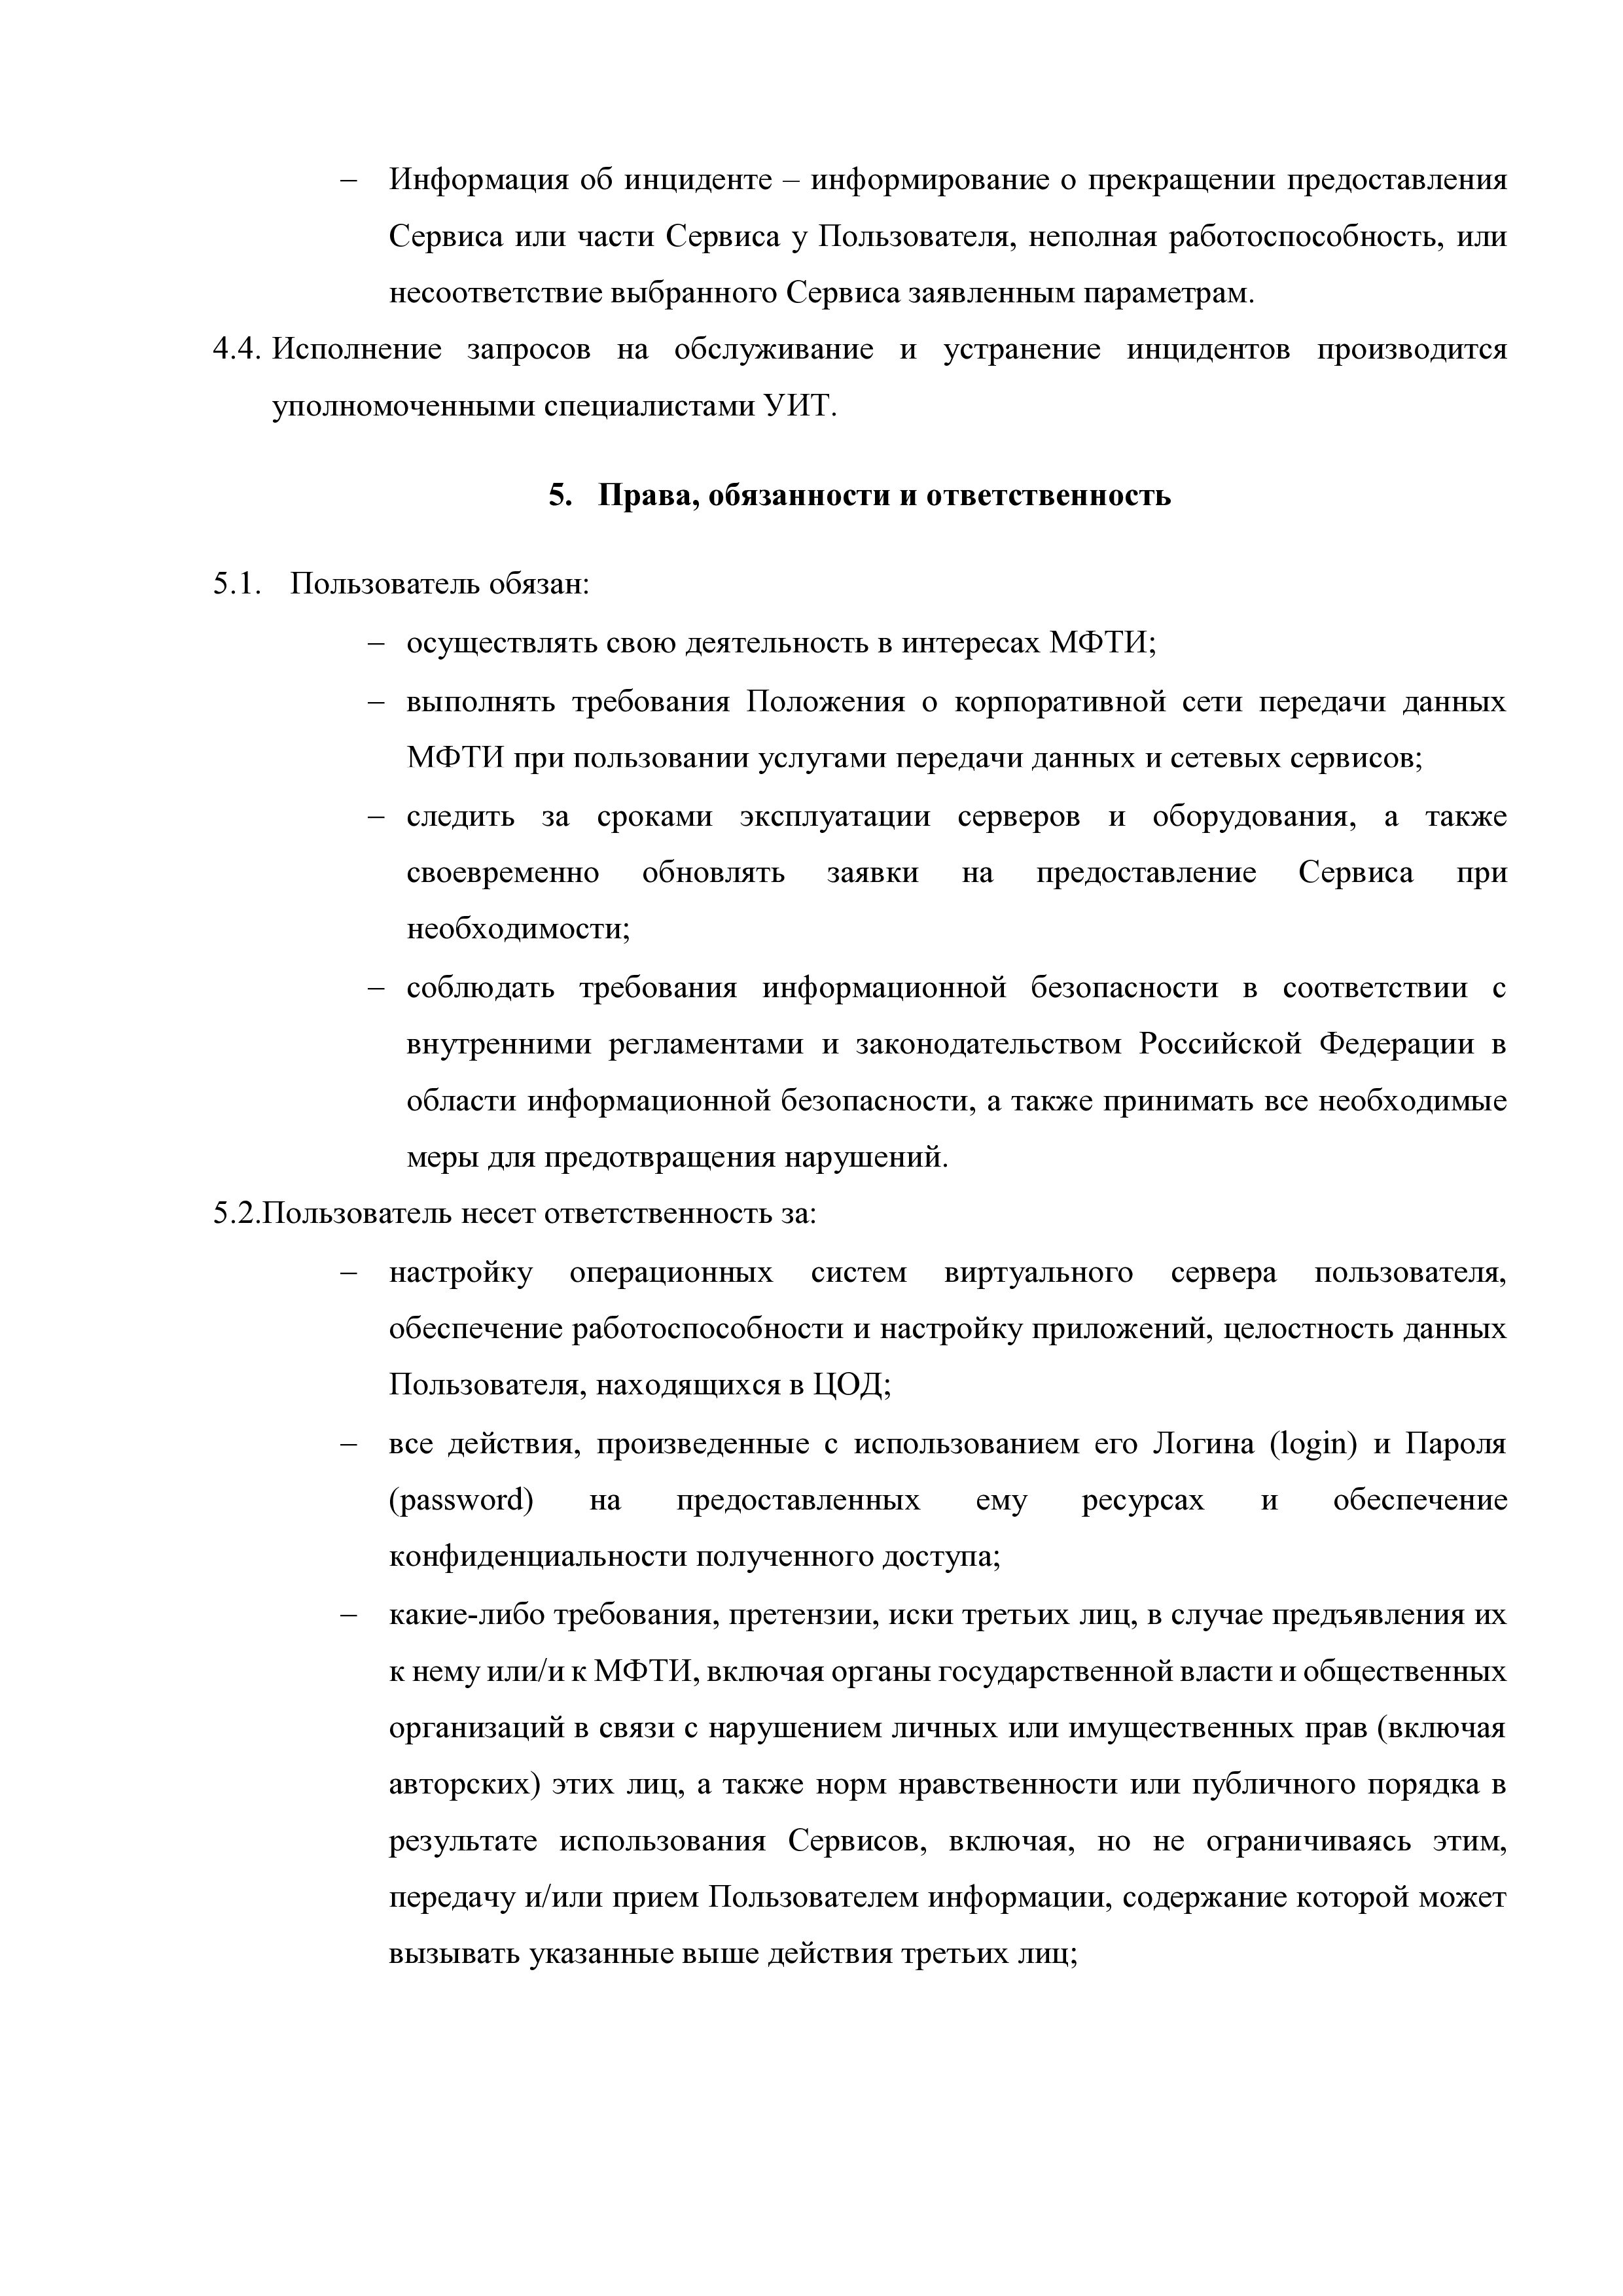 – Информация об инциденте – информирование о прекращении предоставления
Сервиса или части Сервиса у Пользователя, неполная работоспособность, или
несоответствие выбранного Сервиса заявленным параметрам.
4.4. Исполнение запросов на обслуживание и устранение инцидентов производится
уполномоченными специалистами УИТ.
5. Права, обязанности и ответственность
5.1. Пользователь обязан:
– осуществлять свою деятельность в интересах МФТИ;
– выполнять требования Положения о корпоративной сети передачи данных
МФТИ при пользовании услугами передачи данных и сетевых сервисов;
– следить за сроками эксплуатации серверов и оборудования, а также
своевременно обновлять заявки на предоставление Сервиса при
необходимости;
– соблюдать требования информационной безопасности в соответствии с
внутренними регламентами и законодательством Российской Федерации в
области информационной безопасности, а также принимать все необходимые
меры для предотвращения нарушений.
5.2.Пользователь несет ответственность за:
– настройку операционных систем виртуального сервера пользователя,
обеспечение работоспособности и настройку приложений, целостность данных
Пользователя, находящихся в ЦОД;
– все действия, произведенные с использованием его Логина (login) и Пароля
(password) на предоставленных ему ресурсах и обеспечение
конфиденциальности полученного доступа;
– какие-либо требования, претензии, иски третьих лиц, в случае предъявления их
к нему или/и к МФТИ, включая органы государственной власти и общественных
организаций в связи с нарушением личных или имущественных прав (включая
авторских) этих лиц, а также норм нравственности или публичного порядка в
результате использования Сервисов, включая, но не ограничиваясь этим,
передачу и/или прием Пользователем информации, содержание которой может
вызывать указанные выше действия третьих лиц;